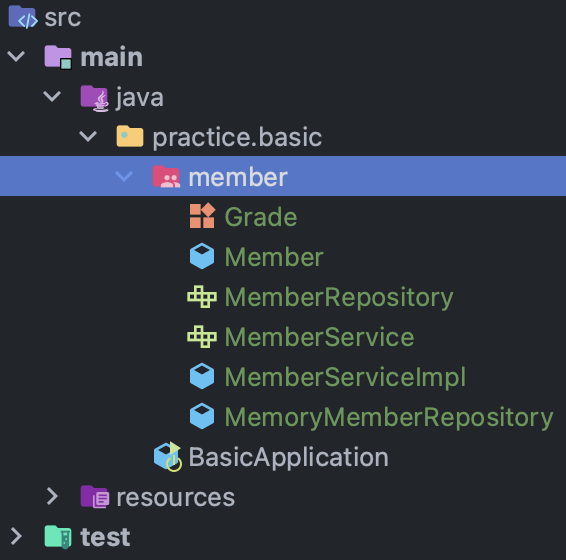 src
main
java
practice.basic
member
Grade
Member
MemberRepository
MemberService
MemberServiceImpl
MemoryMemberRepository
BasicApplication
resources
test